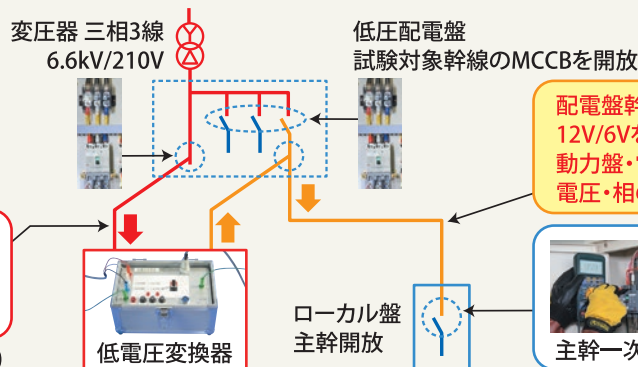 変圧器 三相3線
6.6kV/210V
低圧配電盤
試験対象幹線のMCCBを開放
配電盤幹
12V/6Vを
動力盤・
電圧・相の
ローカル盤
主幹開放
低電圧変換器
主幹一次